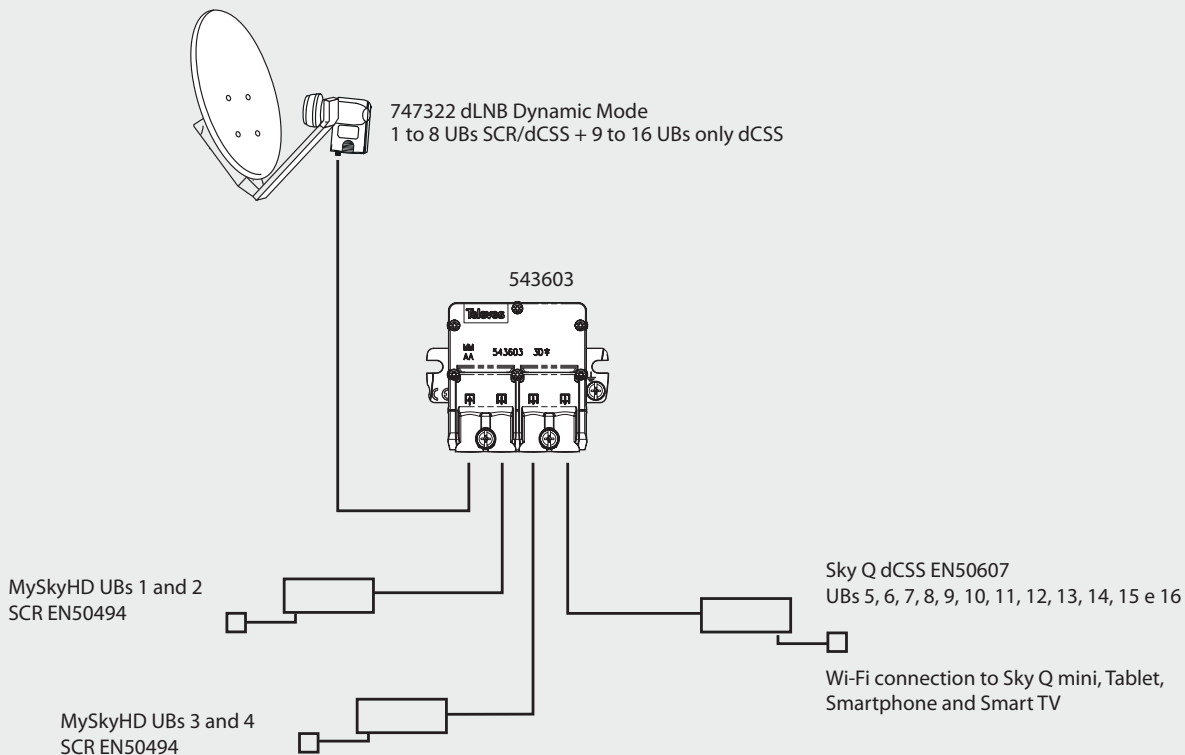 747322 dLNB Dynamic Mode
1 to 8 UBs SCR/dCSS + 9 to 16 UBs only dCSS
543603
Televes
MM
AA
543603 3D
MySkyHD UBs 1 and 2
SCR EN50494
Sky Q dCSS EN50607
UBs 5, 6, 7, 8, 9, 10, 11, 12, 13, 14, 15 e 16
Wi-Fi connection to Sky Q mini, Tablet,
Smartphone and Smart TV
MySkyHD UBs 3 and 4
SCR EN50494